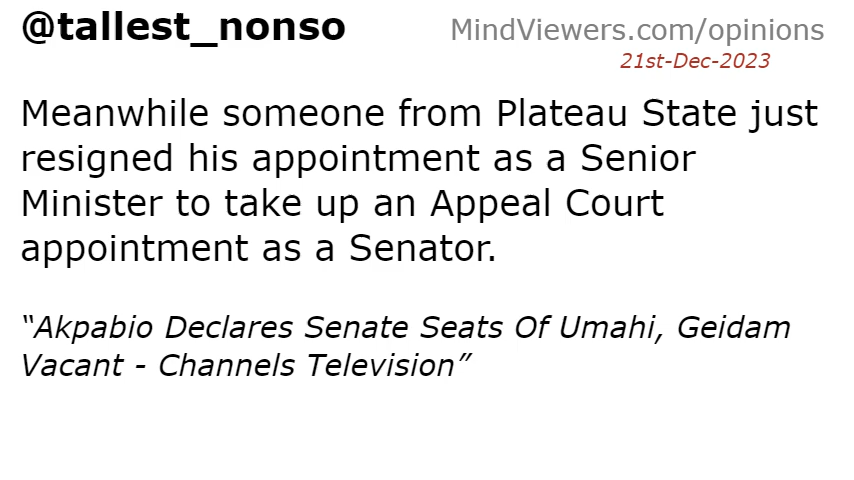 @tallest_nonso
MindViewers.com/opinions
21st-Dec-2023
Meanwhile someone from Plateau State just
resigned his appointment as a Senior
Minister to take up an Appeal Court
appointment as a Senator.
“Akpabio Declares Senate Seats Of Umahi, Geidam
Vacant - Channels Television”